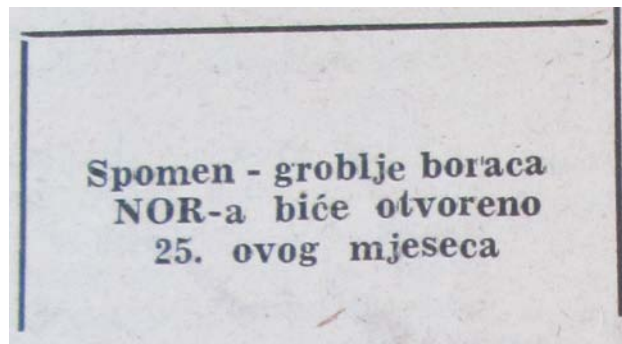 Spomen - groblje boraca
NOR-a biće otvoreno
25. ovog mjeseca